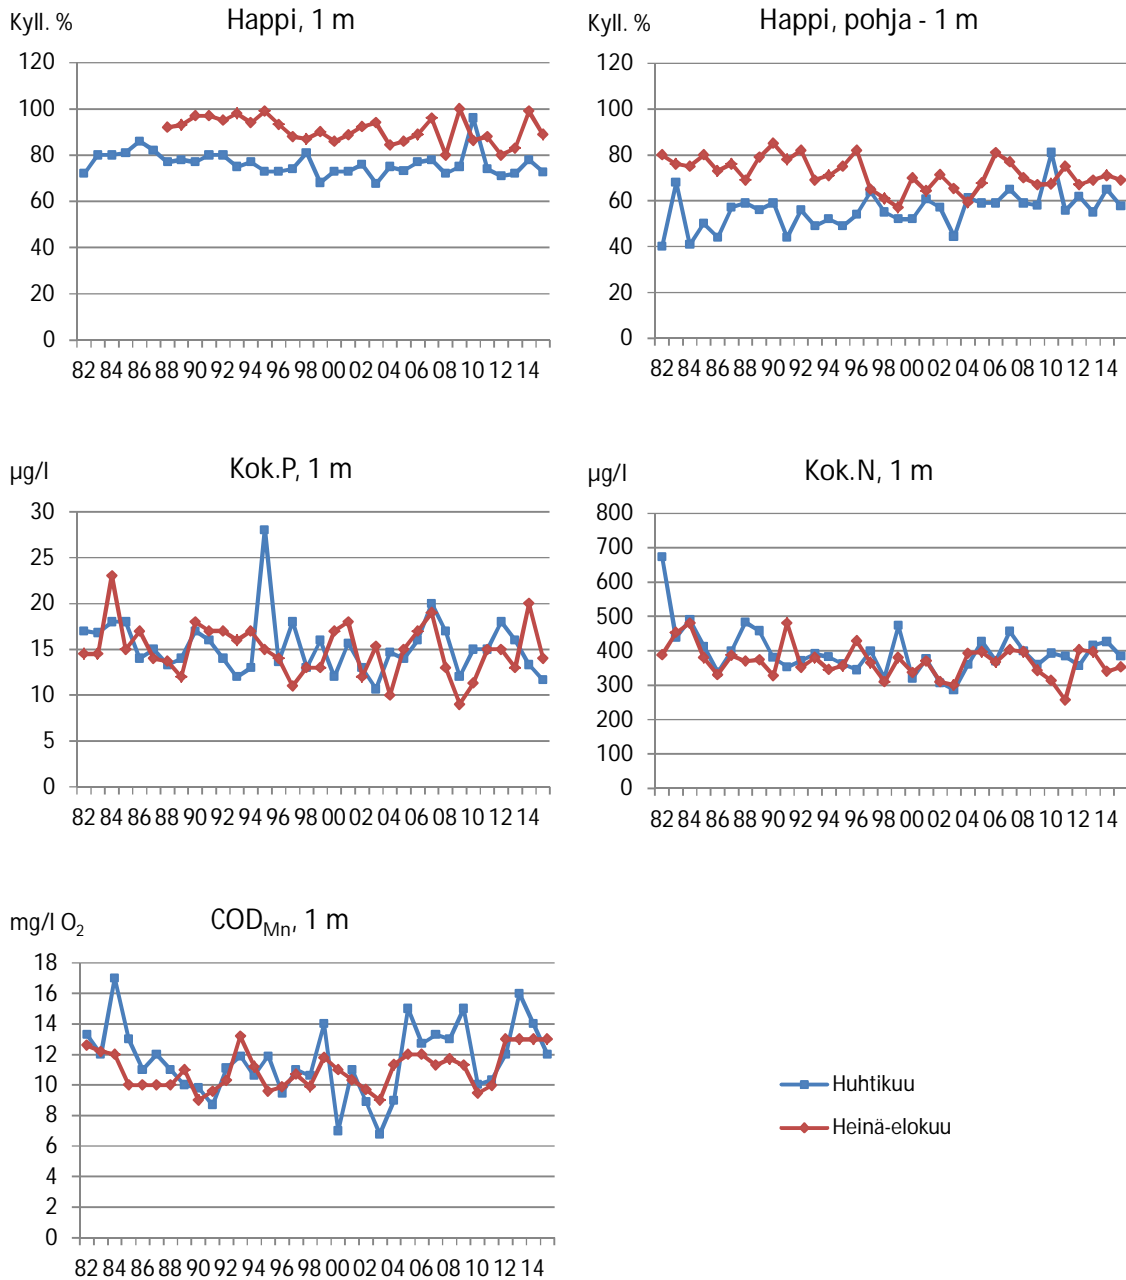 Kyll. %
Happi, 1 m
120
100
80
60
40
20
0
82 84 86 88 90 92 94 96 98 00 02 04 06 08 10 12 14
Kyll. %
Happi, pohja - 1 m
120
100
80
60
40
20
0
82 84 86 88 90 92 94 96 98 00 02 04 06 08 10 12 14
µg/l
Kok.P, 1 m
30
25
20
15
10
5
0
82 84 86 88 90 92 94 96 98 00 02 04 06 08 10 12 14
µg/l
Kok.N, 1 m
800
700
600
500
400
300
200
100
0
82 84 86 88 90 92 94 96 98 00 02 04 06 08 10 12 14
mg/l O₂
COD_Mn, 1 m
18
16
14
12
10
8
6
4
2
0
82 84 86 88 90 92 94 96 98 00 02 04 06 08 10 12 14
Huhtikuu
Heinä-elokuu